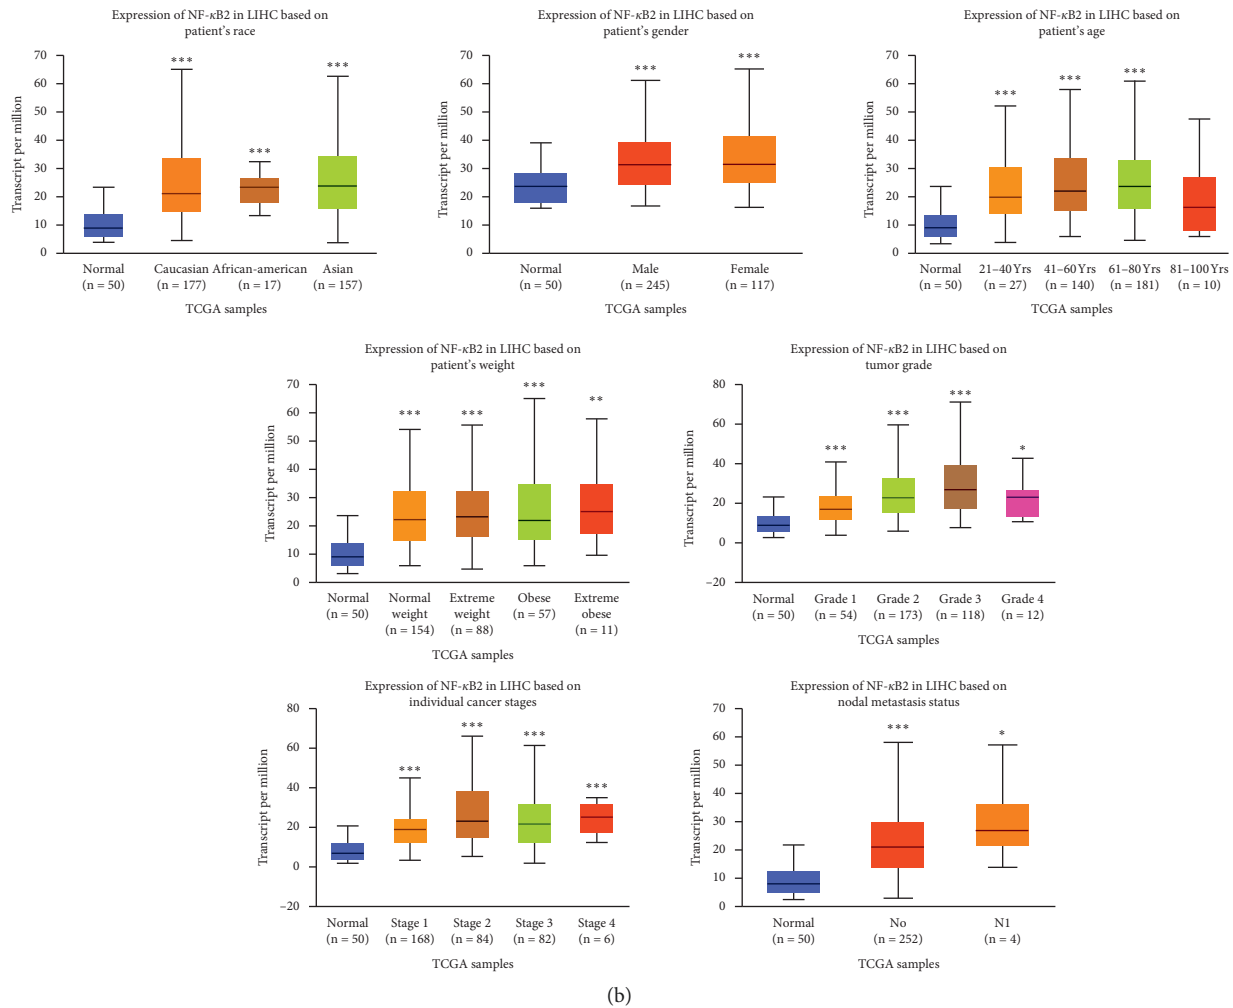 Expression of NF-κB2 in LIHC based on
patient's race
Transcript per million
70
60
50
40
30
20
10
0
***
***
***
Normal
(n = 50)
Caucasian
(n = 177)
African-american
(n = 17)
Asian
(n = 157)
TCGA samples
Expression of NF-κB2 in LIHC based on
patient's gender
Transcript per million
70
60
50
40
30
20
10
0
***
***
Normal
(n = 50)
Male
(n = 245)
Female
(n = 117)
TCGA samples
Expression of NF-κB2 in LIHC based on
patient's age
Transcript per million
70
60
50
40
30
20
10
0
***
***
***
Normal
(n = 50)
21–40 Yrs
(n = 27)
41–60 Yrs
(n = 140)
61–80 Yrs
(n = 181)
81–100 Yrs
(n = 10)
TCGA samples
Expression of NF-κB2 in LIHC based on
patient's weight
Transcript per million
70
60
50
40
30
20
10
0
***
***
***
**
Normal
(n = 50)
Normal
weight
(n = 154)
Extreme
weight
(n = 88)
Obese
(n = 57)
Extreme
obese
(n = 11)
TCGA samples
Expression of NF-κB2 in LIHC based on
tumor grade
Transcript per million
80
60
40
20
0
–20
***
***
***
*
Normal
(n = 50)
Grade 1
(n = 54)
Grade 2
(n = 173)
Grade 3
(n = 118)
Grade 4
(n = 12)
TCGA samples
Expression of NF-κB2 in LIHC based on
individual cancer stages
Transcript per million
80
60
40
20
0
–20
***
***
***
***
Normal
(n = 50)
Stage 1
(n = 168)
Stage 2
(n = 84)
Stage 3
(n = 82)
Stage 4
(n = 6)
TCGA samples
Expression of NF-κB2 in LIHC based on
nodal metastasis status
Transcript per million
70
60
50
40
30
20
10
0
***
*
Normal
(n = 50)
No
(n = 252)
N1
(n = 4)
TCGA samples
(b)